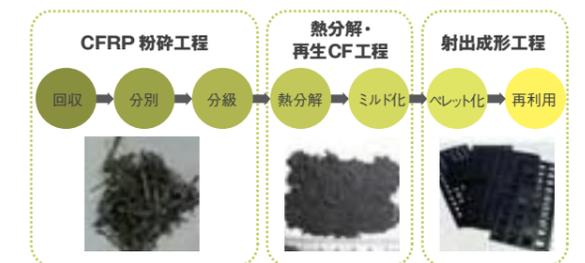 CFRP 粉砕工程
熱分解・
再生CF工程
射出成形工程
回収
分別
分級
熱分解
ミルド化
ペレット化
再利用